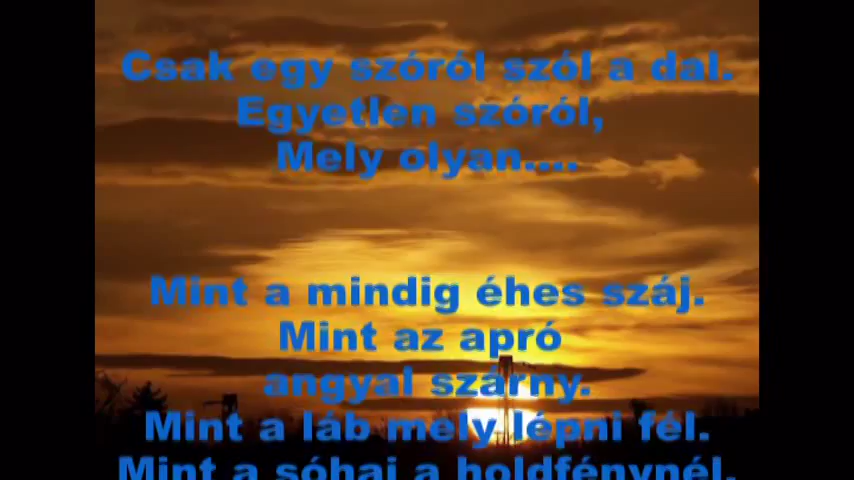 Csak egy szóról szól a dal.
Egyetlen szóról,
Mely olyan....
Mint a mindig éhes száj.
Mint az apró
angyal szárny.
Mint a láb mely lépni fél.
Mint a sóhaj a holdfénynél.